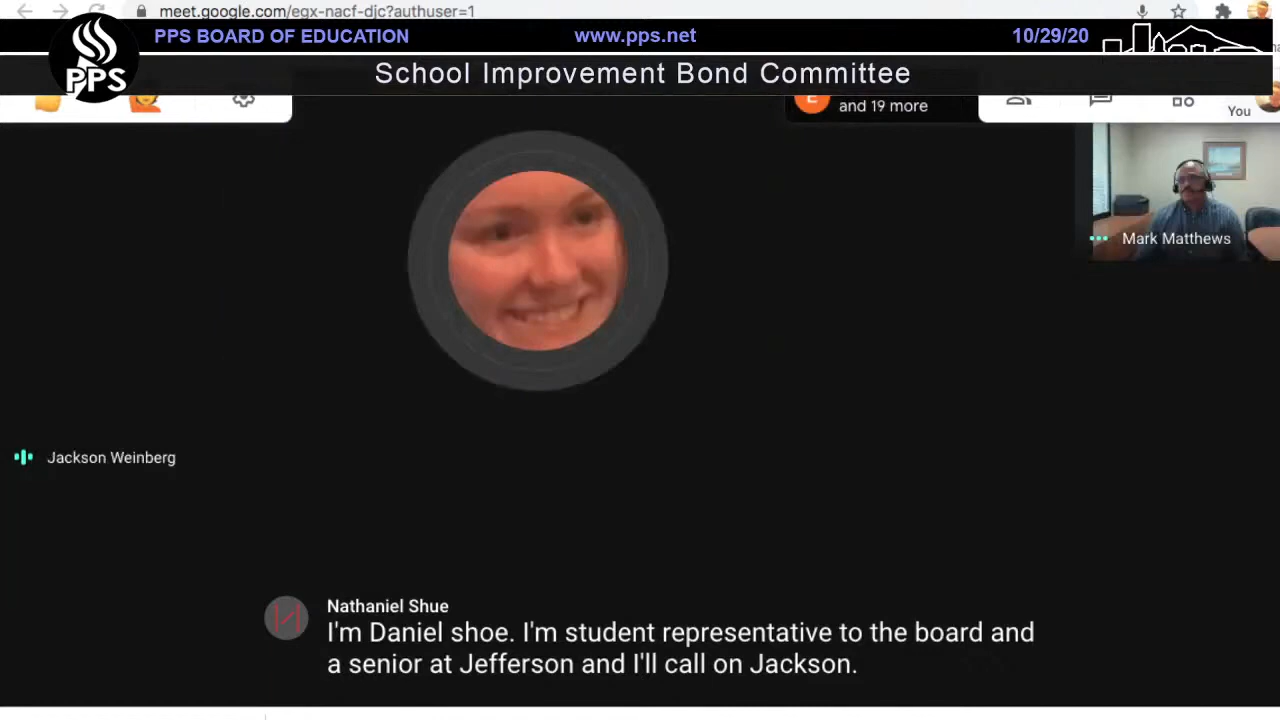 meet.google.com/egx-nacf-djc?authuser=1
PPS BOARD OF EDUCATION www.pps.net 10/29/20
PPS
School Improvement Bond Committee
E and 19 more
You
Mark Matthews
Jackson Weinberg
Nathaniel Shue
I'm Daniel shoe. I'm student representative to the board and
a senior at Jefferson and I'll call on Jackson.